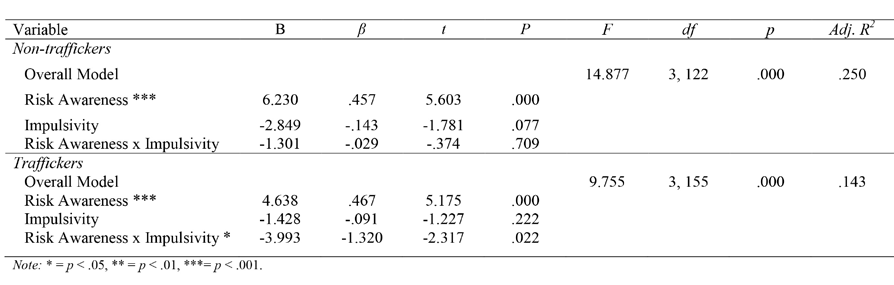 Variable B β t P F df p Adj. R²
Non-traffickers
Overall Model 14.877 3, 122 .000 .250
Risk Awareness *** 6.230 .457 5.603 .000
Impulsivity -2.849 -.143 -1.781 .077
Risk Awareness x Impulsivity -1.301 -.029 -.374 .709
Traffickers
Overall Model 9.755 3, 155 .000 .143
Risk Awareness *** 4.638 .467 5.175 .000
Impulsivity -1.428 -.091 -1.227 .222
Risk Awareness x Impulsivity * -3.993 -1.320 -2.317 .022
Note: * = p < .05, ** = p < .01, ***= p < .001.